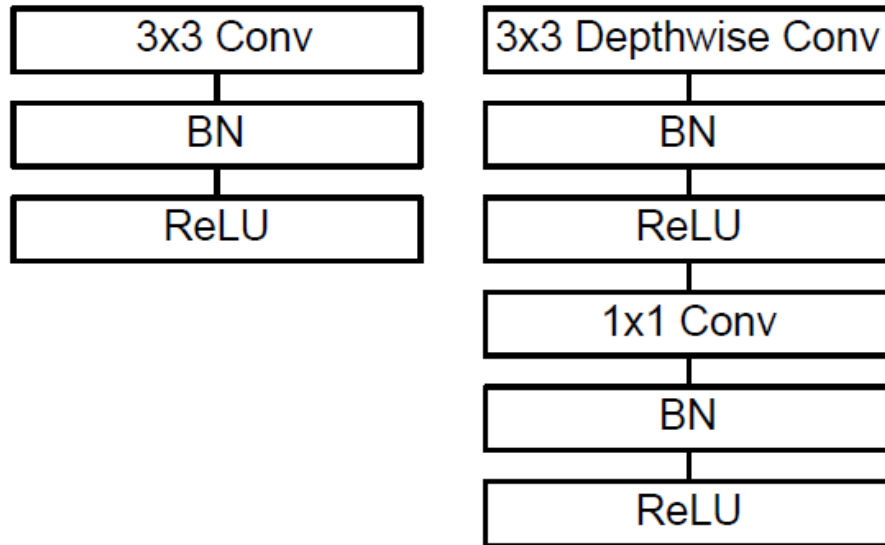 3x3 Conv
BN
ReLU
3x3 Depthwise Conv
BN
ReLU
1x1 Conv
BN
ReLU